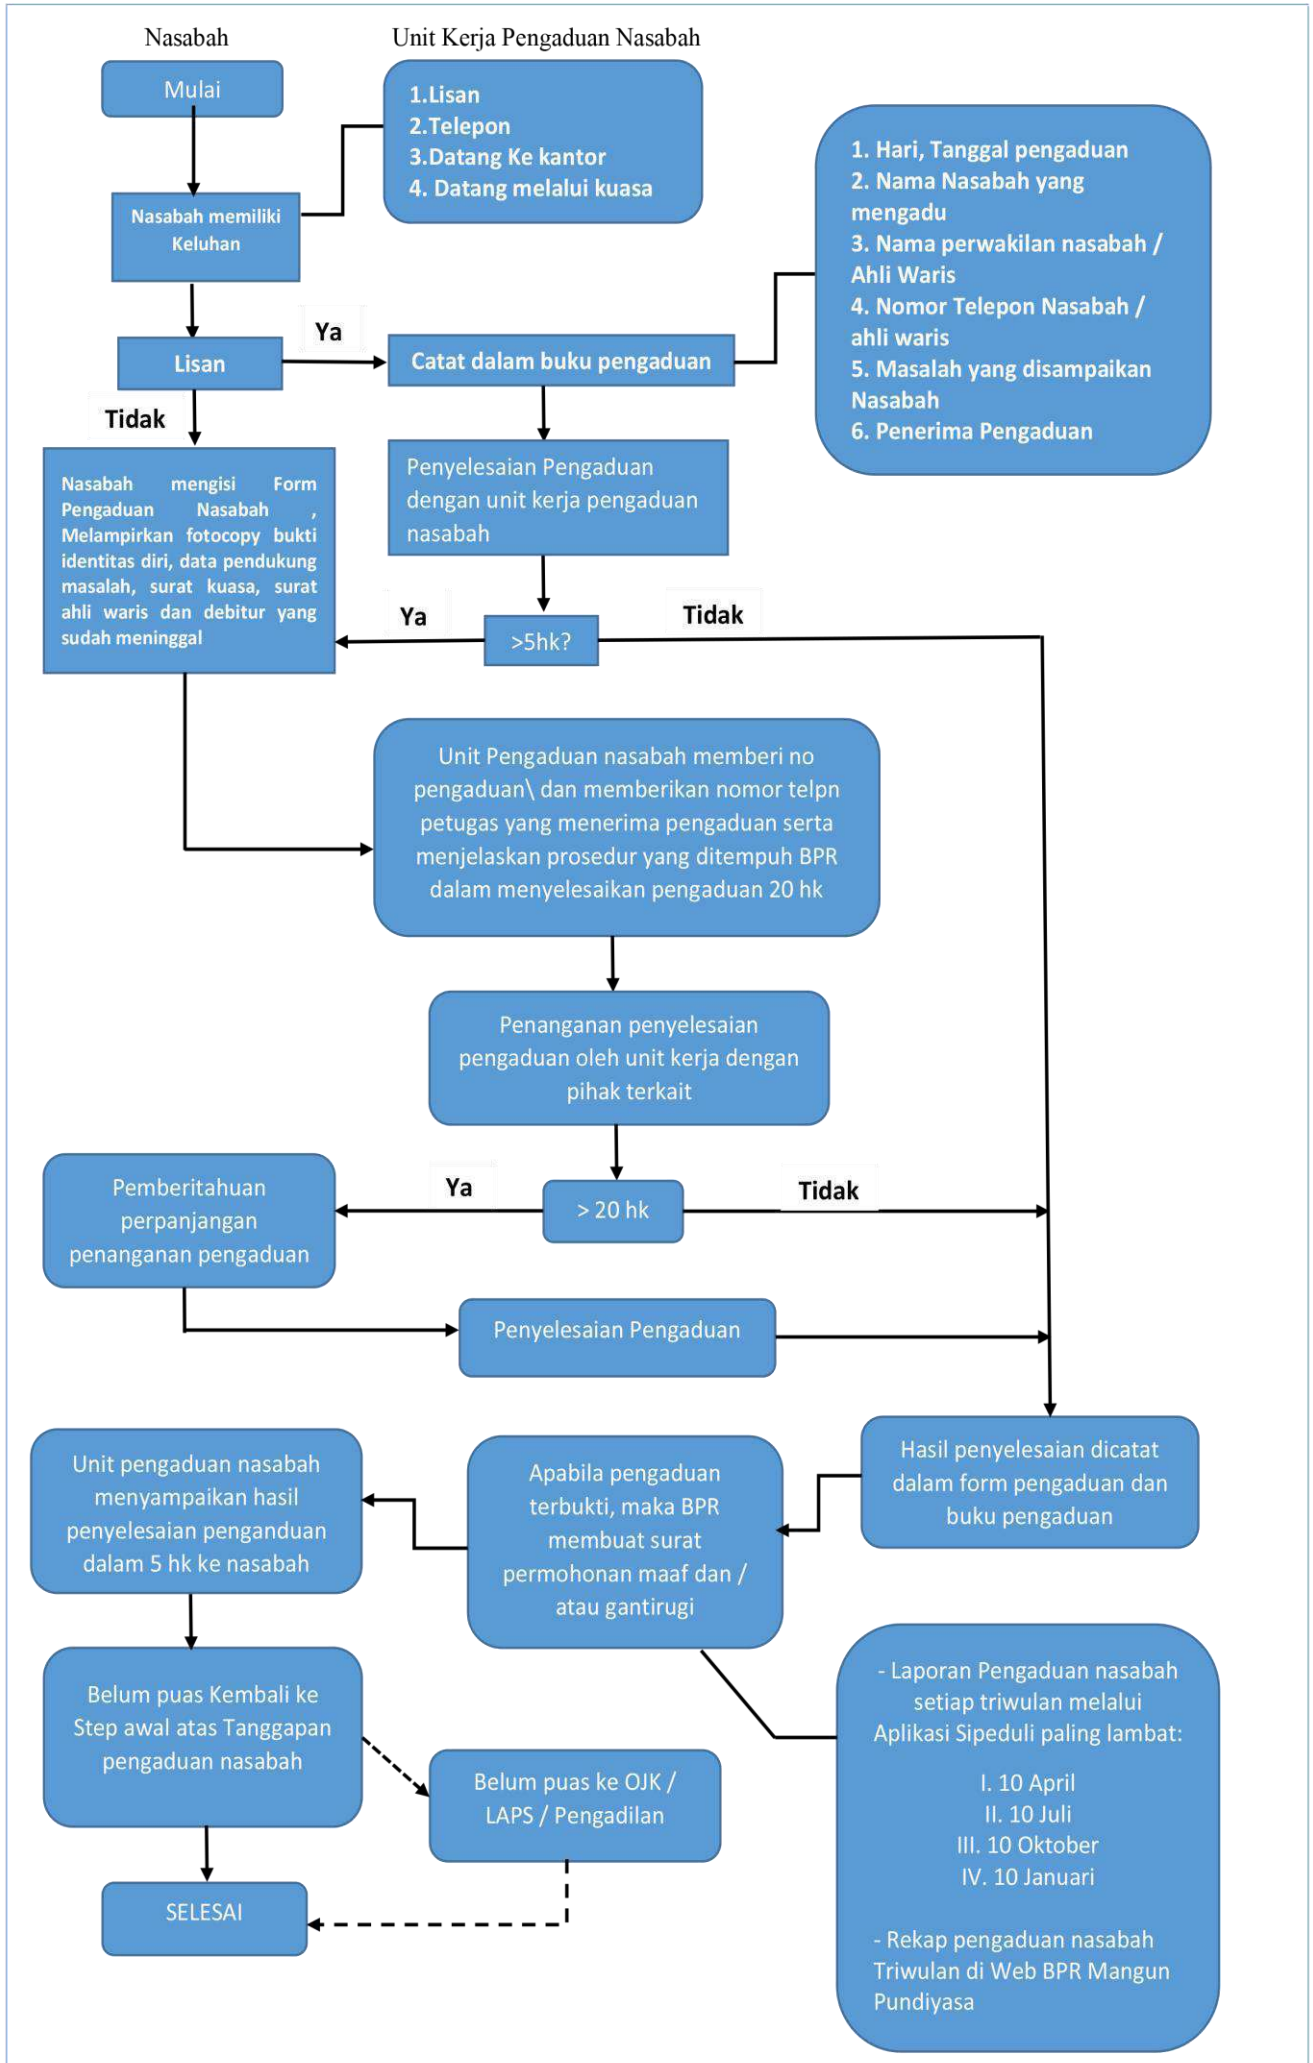 Nasabah
Unit Kerja Pengaduan Nasabah
Mulai
1.Lisan
2.Telepon
3.Datang Ke kantor
4. Datang melalui kuasa
1. Hari, Tanggal pengaduan
2. Nama Nasabah yang
mengadu
3. Nama perwakilan nasabah /
Ahli Waris
4. Nomor Telepon Nasabah /
ahli waris
5. Masalah yang disampaikan
Nasabah
6. Penerima Pengaduan
Nasabah memiliki
Keluhan
Ya
Lisan
Catat dalam buku pengaduan
Tidak
Nasabah mengisi Form
Pengaduan Nasabah ,
Melampirkan fotocopy bukti
identitas diri, data pendukung
masalah, surat kuasa, surat
ahli waris dan debitur yang
sudah meninggal
Penyelesaian Pengaduan
dengan unit kerja pengaduan
nasabah
Ya
>5hk?
Tidak
Unit Pengaduan nasabah memberi no
pengaduan\ dan memberikan nomor telpn
petugas yang menerima pengaduan serta
menjelaskan prosedur yang ditempuh BPR
dalam menyelesaikan pengaduan 20 hk
Penanganan penyelesaian
pengaduan oleh unit kerja dengan
pihak terkait
Ya
> 20 hk
Tidak
Pemberitahuan
perpanjangan
penanganan pengaduan
Penyelesaian Pengaduan
Hasil penyelesaian dicatat
dalam form pengaduan dan
buku pengaduan
Apabila pengaduan
terbukti, maka BPR
membuat surat
permohonan maaf dan /
atau gantirugi
Unit pengaduan nasabah
menyampaikan hasil
penyelesaian penganduan
dalam 5 hk ke nasabah
Belum puas Kembali ke
Step awal atas Tanggapan
pengaduan nasabah
Belum puas ke OJK /
LAPS / Pengadilan
SELESAI
- Laporan Pengaduan nasabah
setiap triwulan melalui
Aplikasi Sipeduli paling lambat:
I. 10 April
II. 10 Juli
III. 10 Oktober
IV. 10 Januari
- Rekap pengaduan nasabah
Triwulan di Web BPR Mangun
Pundiyasa